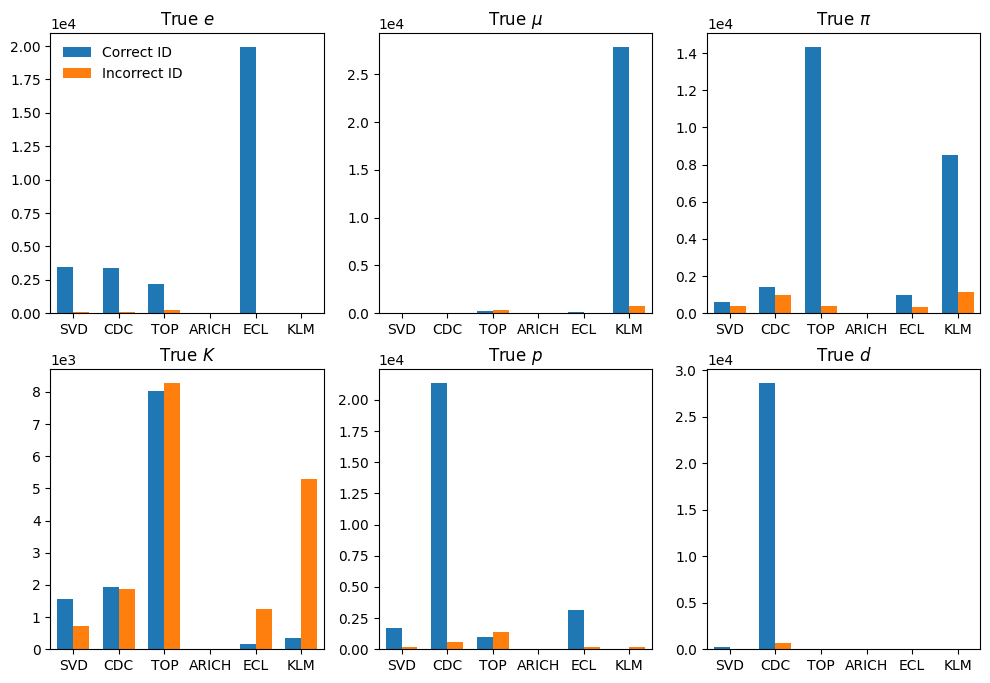 True e
1e4
2.00
1.75
1.50
1.25
1.00
0.75
0.50
0.25
0.00
Correct ID
Incorrect ID
SVD CDC TOP ARICH ECL KLM
True μ
1e4
2.5
2.0
1.5
1.0
0.5
0.0
SVD CDC TOP ARICH ECL KLM
True π
1e4
1.4
1.2
1.0
0.8
0.6
0.4
0.2
0.0
SVD CDC TOP ARICH ECL KLM
True K
1e3
8
7
6
5
4
3
2
1
0
SVD CDC TOP ARICH ECL KLM
True p
1e4
2.00
1.75
1.50
1.25
1.00
0.75
0.50
0.25
0.00
SVD CDC TOP ARICH ECL KLM
True d
1e4
3.0
2.5
2.0
1.5
1.0
0.5
0.0
SVD CDC TOP ARICH ECL KLM